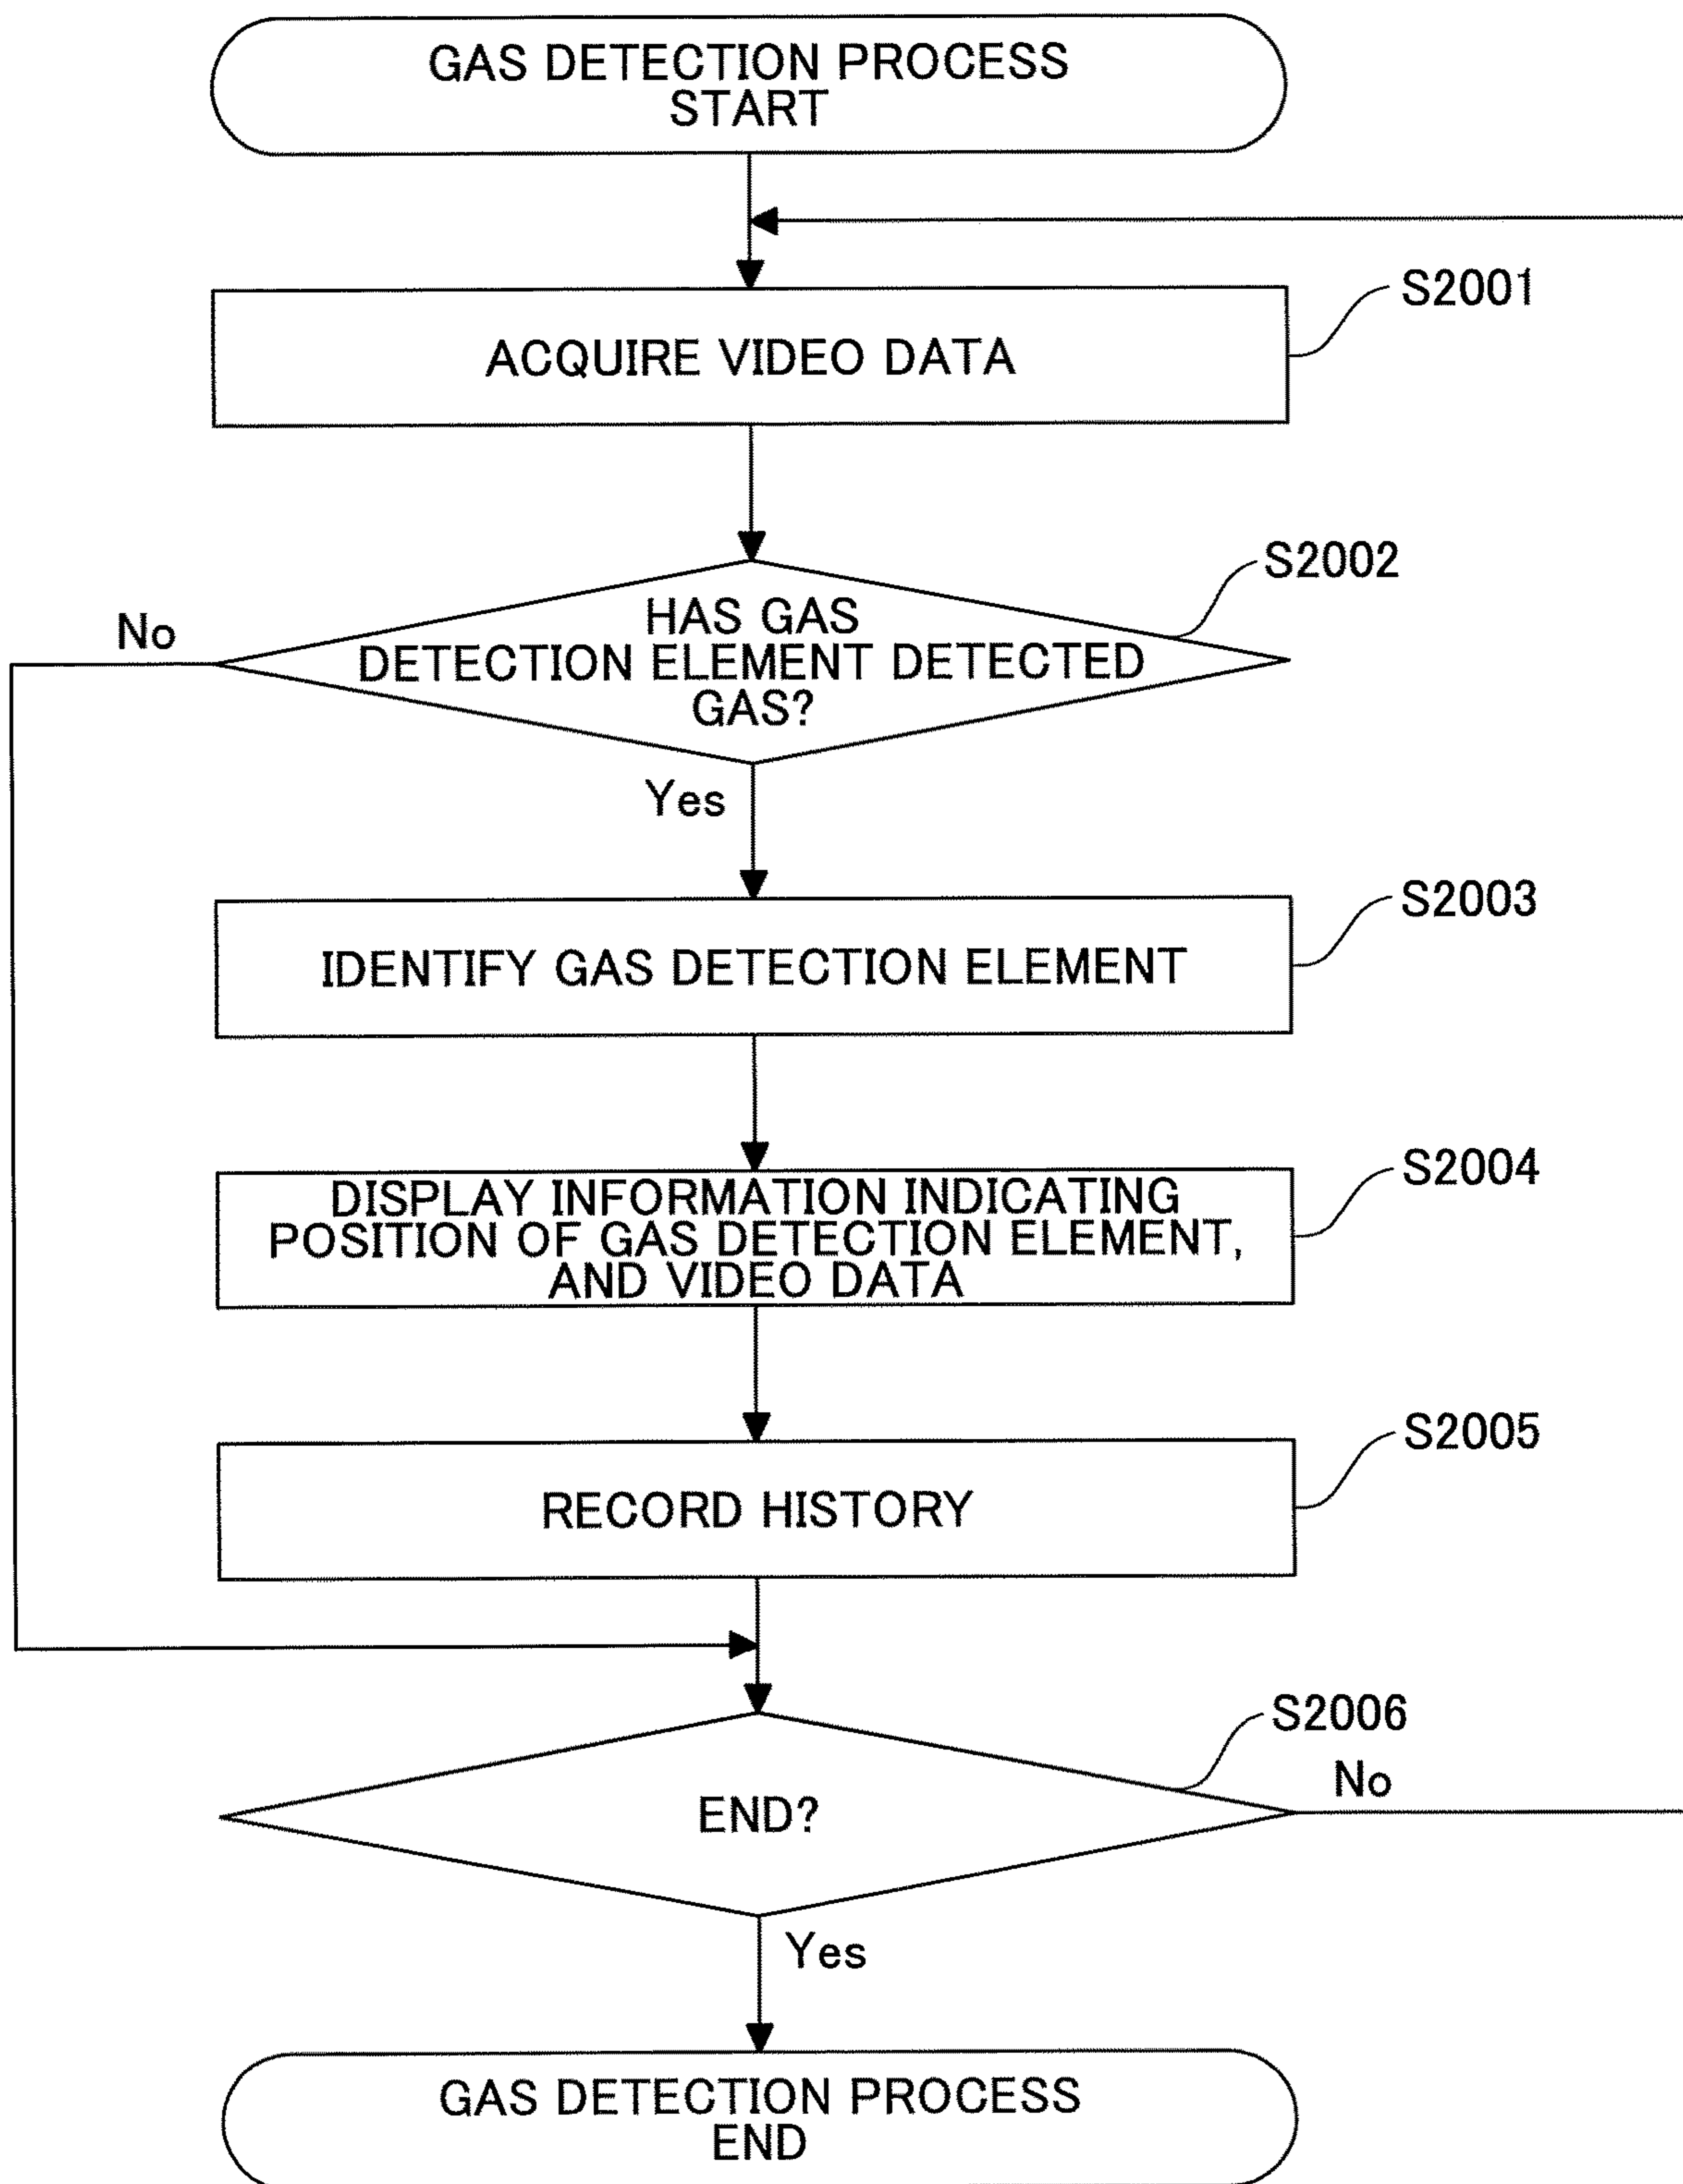 GAS DETECTION PROCESS
START
S2001
ACQUIRE VIDEO DATA
S2002
No
HAS GAS
DETECTION ELEMENT DETECTED
GAS?
Yes
S2003
IDENTIFY GAS DETECTION ELEMENT
S2004
DISPLAY INFORMATION INDICATING
POSITION OF GAS DETECTION ELEMENT,
AND VIDEO DATA
S2005
RECORD HISTORY
S2006
No
END?
Yes
GAS DETECTION PROCESS
END